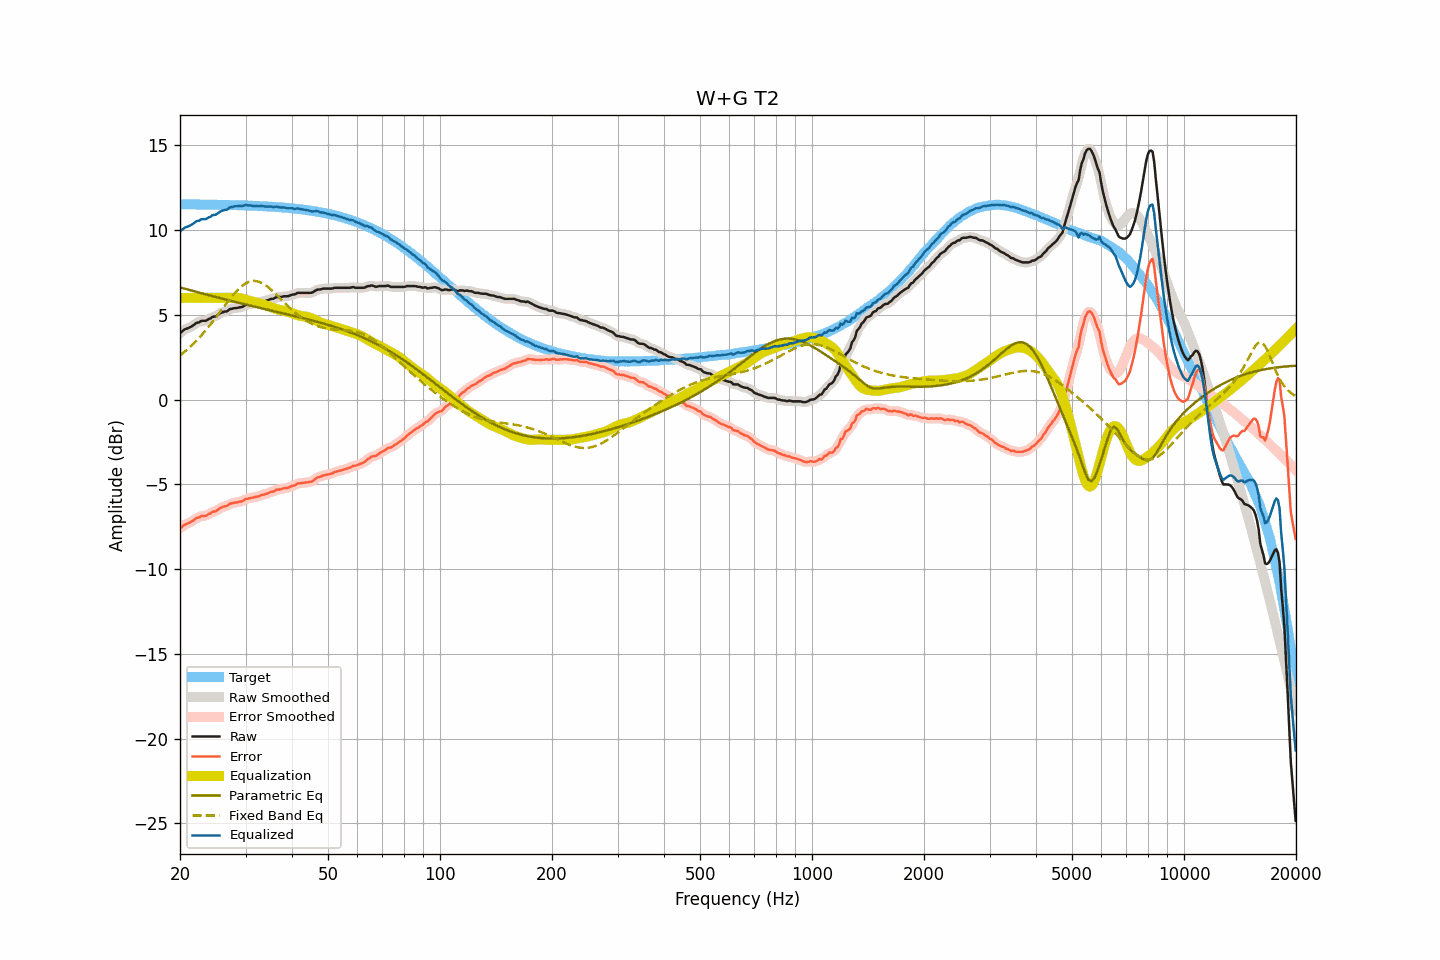 W+G T2
15
10
5
0
−5
−10
−15
−20
−25
Amplitude (dBr)
Target
Raw Smoothed
Error Smoothed
Raw
Error
Equalization
Parametric Eq
Fixed Band Eq
Equalized
20 50 100 200 500 1000 2000 5000 10000 20000
Frequency (Hz)